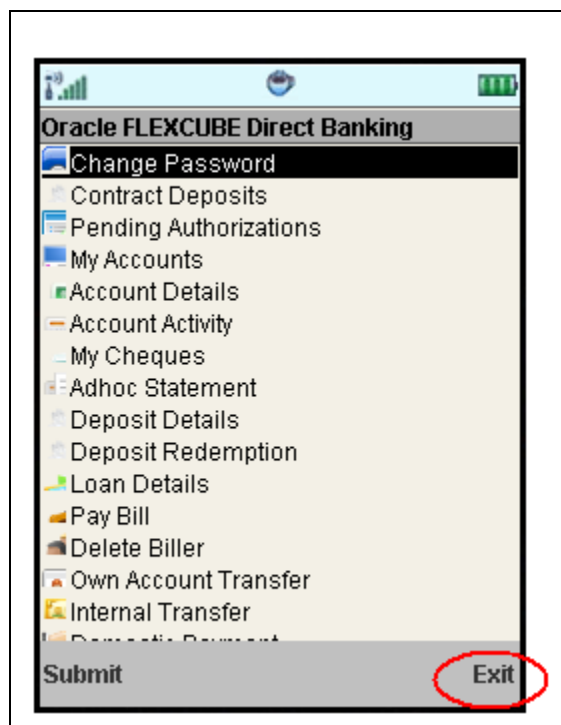 Oracle FLEXCUBE Direct Banking
Change Password
Contract Deposits
Pending Authorizations
My Accounts
Account Details
Account Activity
My Cheques
Adhoc Statement
Deposit Details
Deposit Redemption
Loan Details
Pay Bill
Delete Biller
Own Account Transfer
Internal Transfer
Submit Exit